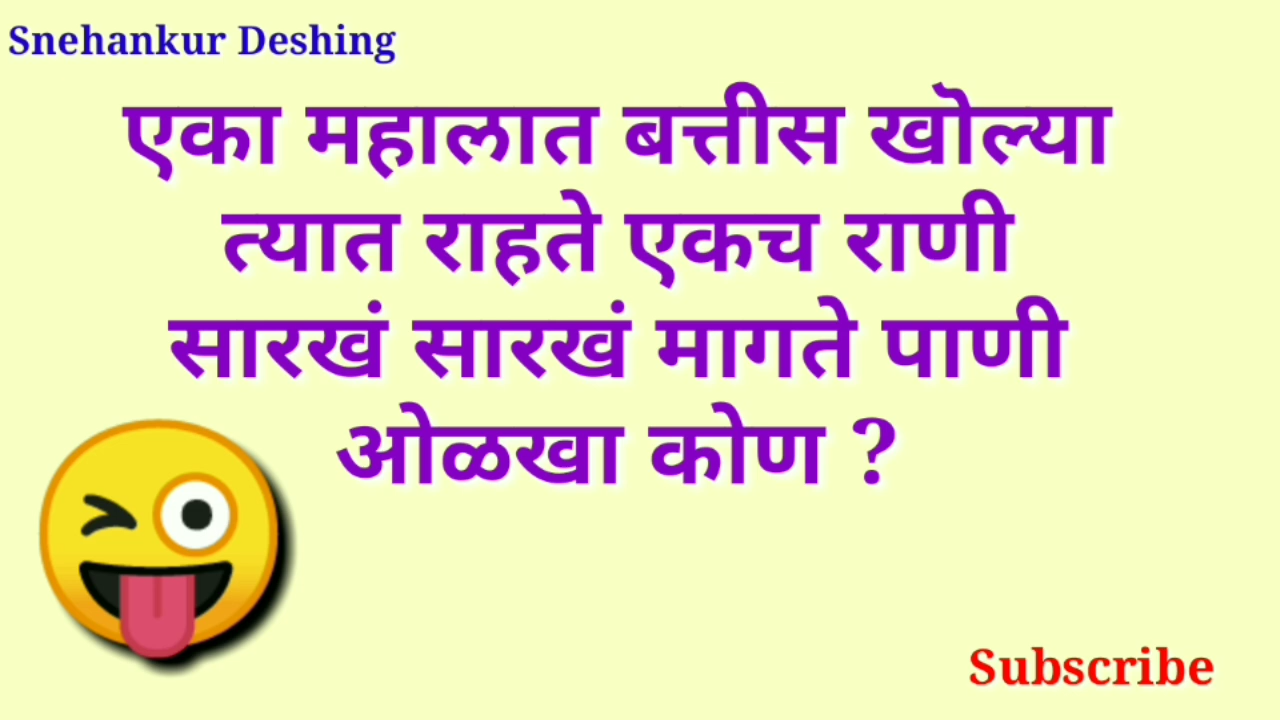 Snehankur Deshing
एका महालात बत्तीस खॊल्या
त्यात राहते एकच राणी
सारखं सारखं मागते पाणी
ओळखा कोण ?
Subscribe